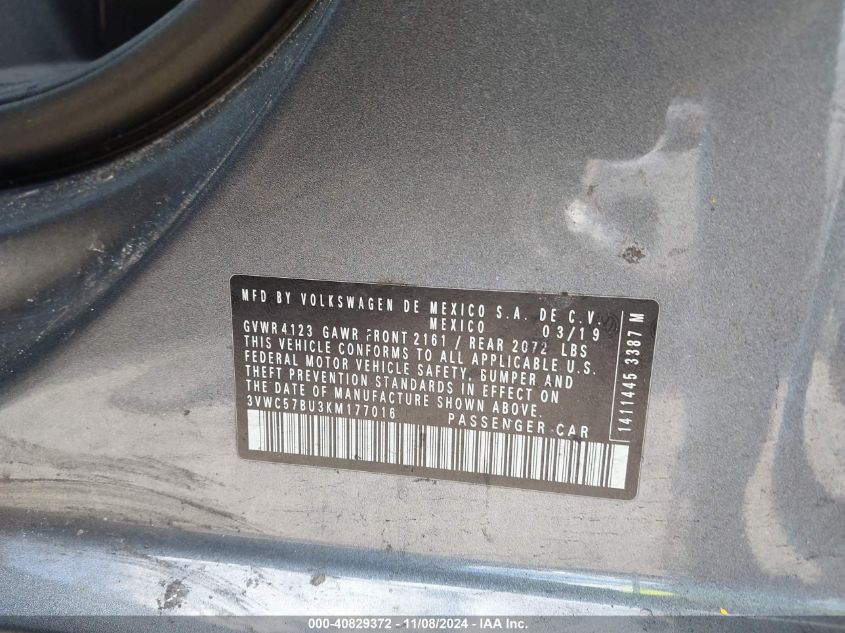 MFD BY VOLKSWAGEN DE MEXICO S.A. DE C.V.
MEXICO 03/19
GVWR 4123 GAWR FRONT 2161 / REAR 2072 LBS
THIS VEHICLE CONFORMS TO ALL APPLICABLE U.S.
FEDERAL MOTOR VEHICLE SAFETY, BUMPER AND
THEFT PREVENTION STANDARDS IN EFFECT ON
THE DATE OF MANUFACTURE SHOWN ABOVE.
3VWC57BU3KM177016 PASSENGER CAR
1411445 3387 M
000-40829372 - 11/08/2024 - IAA Inc.